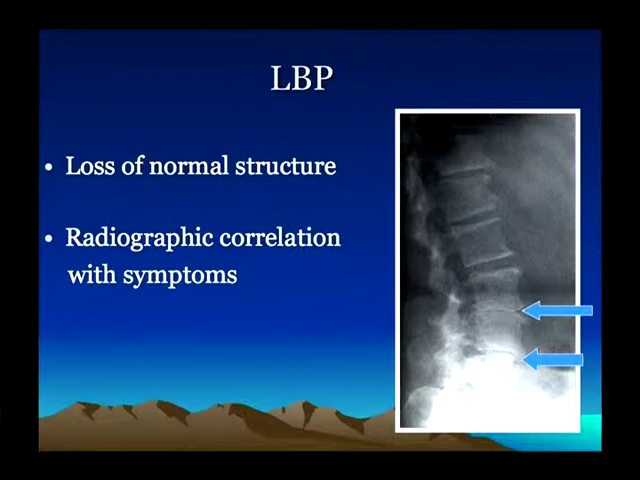 LBP
• Loss of normal structure
• Radiographic correlation
with symptoms